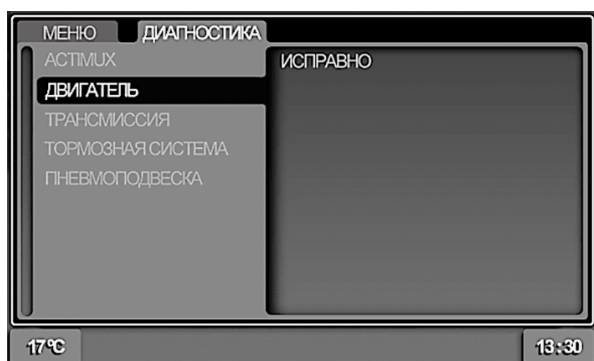 МЕНЮ ДИАГНОСТИКА
ACTIMUX
ИСПРАВНО
ДВИГАТЕЛЬ
ТРАНСМИССИЯ
ТОРМОЗНАЯ СИСТЕМА
ПНЕВМОПОДВЕСКА
17°C 13:30